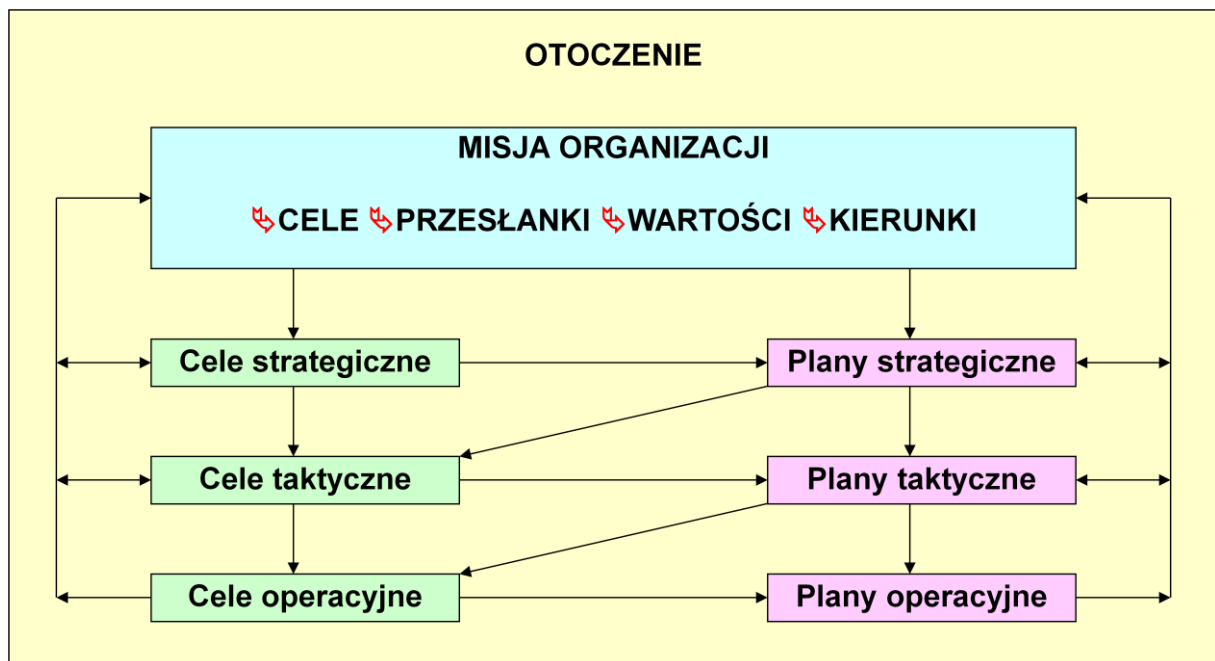 OTOCZENIE
MISJA ORGANIZACJI
CELE PRZESŁANKI WARTOŚCI KIERUNKI
Cele strategiczne
Plany strategiczne
Cele taktyczne
Plany taktyczne
Cele operacyjne
Plany operacyjne